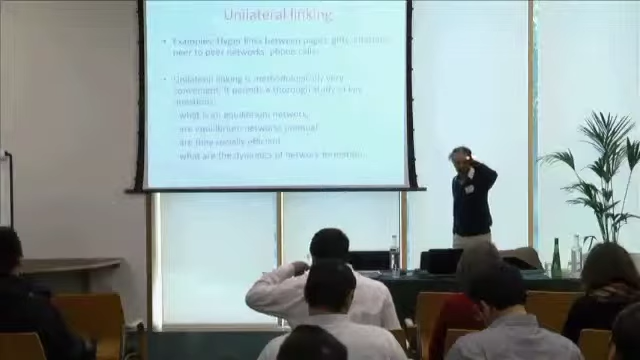 Unilateral linking
• Examples: Hyper links between pages, gifts, citations,
peer to peer networks, phone calls.
• Unilateral linking is methodologically very
convenient. It permits a thorough study of key
questions:
what is an equilibrium network,
are equilibrium networks unequal
are they socially efficient
what are the dynamics of network formation